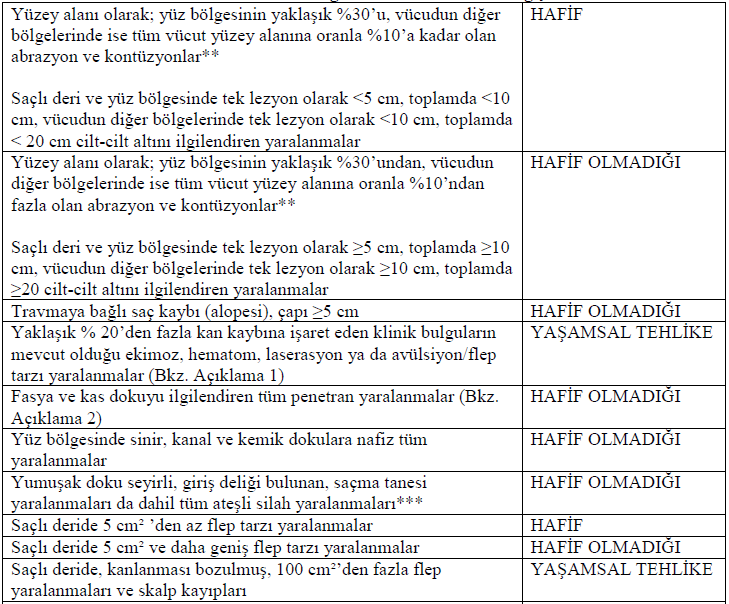 Yüzey alanı olarak; yüz bölgesinin yaklaşık %30’u, vücudun diğer
bölgelerinde ise tüm vücut yüzey alanına oranla %10’a kadar olan
abrazyon ve kontüzyonlar**
Saçlı deri ve yüz bölgesinde tek lezyon olarak <5 cm, toplamda <10
cm, vücudun diğer bölgelerinde tek lezyon olarak <10 cm, toplamda
< 20 cm cilt-cilt altını ilgilendiren yaralanmalar
HAFİF
Yüzey alanı olarak; yüz bölgesinin yaklaşık %30’undan, vücudun
diğer bölgelerinde ise tüm vücut yüzey alanına oranla %10’ndan
fazla olan abrazyon ve kontüzyonlar**
Saçlı deri ve yüz bölgesinde tek lezyon olarak ≥5 cm, toplamda ≥10
cm, vücudun diğer bölgelerinde tek lezyon olarak ≥10 cm, toplamda
≥20 cilt-cilt altını ilgilendiren yaralanmalar
HAFİF OLMADIĞI
Travmaya bağlı saç kaybı (alopesi), çapı ≥5 cm
HAFİF OLMADIĞI
Yaklaşık % 20’den fazla kan kaybına işaret eden klinik bulguların
mevcut olduğu ekimoz, hematom, laserasyon ya da avülsiyon/flep
tarzı yaralanmalar (Bkz. Açıklama 1)
YAŞAMSAL TEHLİKE
Fasya ve kas dokuyu ilgilendiren tüm penetran yaralanmalar (Bkz.
Açıklama 2)
HAFİF OLMADIĞI
Yüz bölgesinde sinir, kanal ve kemik dokulara nafiz tüm
yaralanmalar
HAFİF OLMADIĞI
Yumuşak doku seyirli, giriş deliği bulunan, saçma tanesi
yaralanmaları da dahil tüm ateşli silah yaralanmaları***
HAFİF OLMADIĞI
Saçlı deride 5 cm² ’den az flep tarzı yaralanmalar
HAFİF
Saçlı deride 5 cm² ve daha geniş flep tarzı yaralanmalar
HAFİF OLMADIĞI
Saçlı deride, kanlanması bozulmuş, 100 cm²’den fazla flep
yaralanmaları ve skalp kayıpları
YAŞAMSAL TEHLİKE